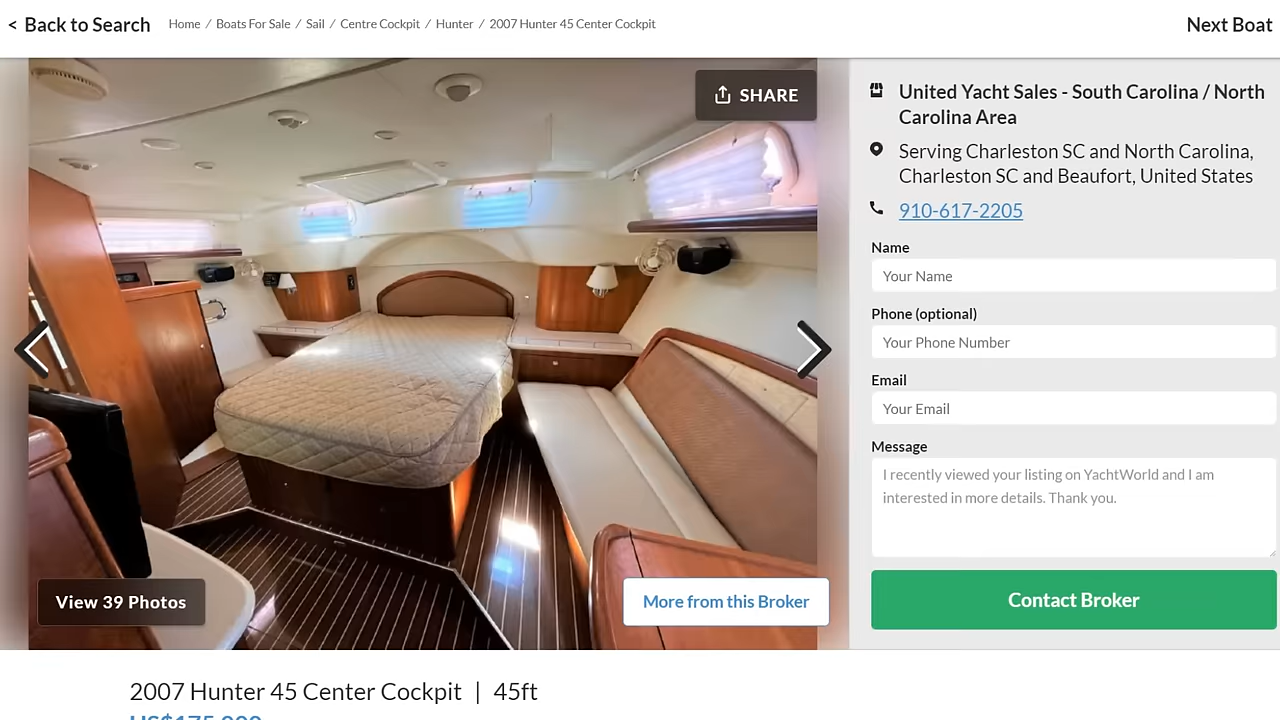 < Back to Search
Home / Boats For Sale / Sail / Centre Cockpit / Hunter / 2007 Hunter 45 Center Cockpit
Next Boat
SHARE
View 39 Photos
More from this Broker
United Yacht Sales - South Carolina / North
Carolina Area
Serving Charleston SC and North Carolina,
Charleston SC and Beaufort, United States
910-617-2205
Name
Your Name
Phone (optional)
Your Phone Number
Email
Your Email
Message
I recently viewed your listing on YachtWorld and I am
interested in more details. Thank you.
Contact Broker
2007 Hunter 45 Center Cockpit | 45ft
US$175,000